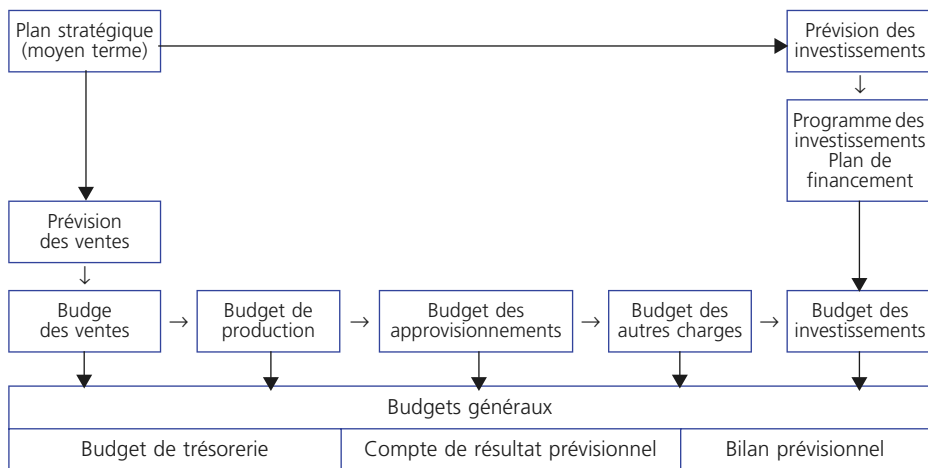 Plan stratégique
(moyen terme)
Prévision des
investissements
↓
Programme des
investissements
Plan de
financement
Prévision
des ventes
↓
Budge
des ventes
→
Budget de
production
→
Budget des
approvisionnements
→
Budget des
autres charges
→
Budget des
investissements
Budgets généraux
Budget de trésorerie
Compte de résultat prévisionnel
Bilan prévisionnel